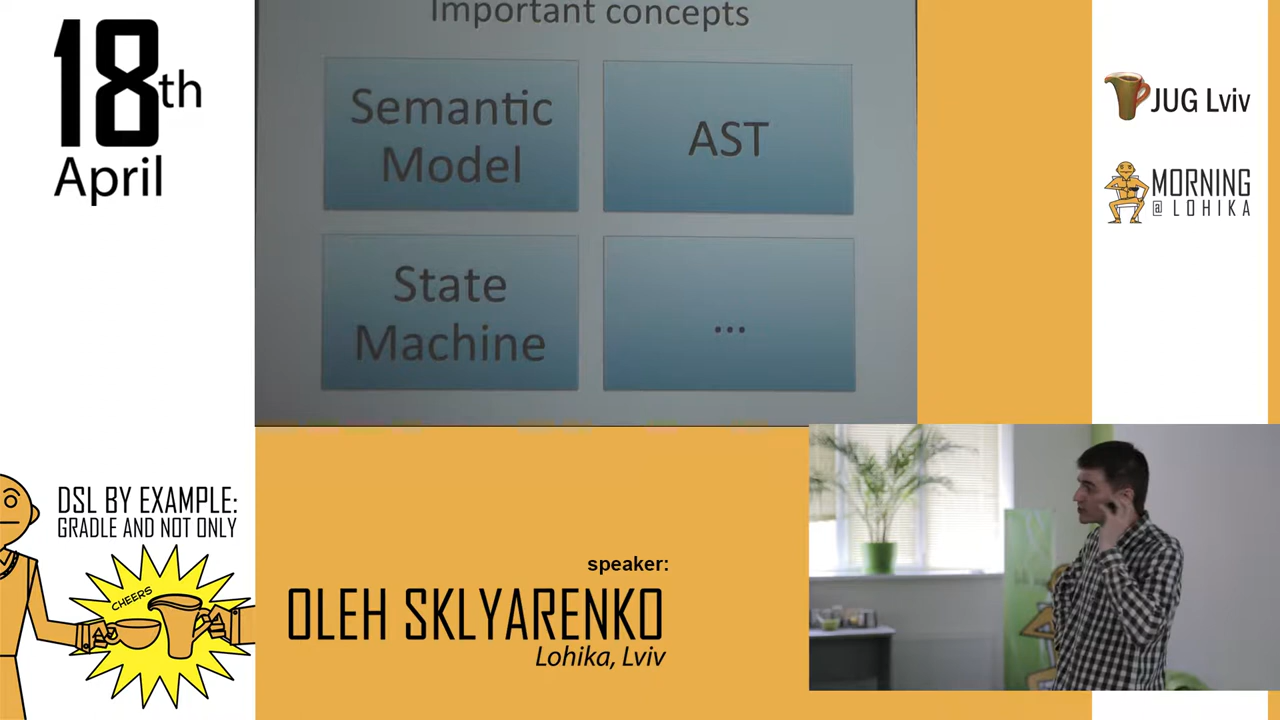 18th
April
Important concepts
Semantic
Model
AST
State
Machine
...
JUG Lviv
MORNING
@ LOHIKA
DSL BY EXAMPLE:
GRADLE AND NOT ONLY
CHEERS
speaker:
OLEH SKLYARENKO
Lohika, Lviv